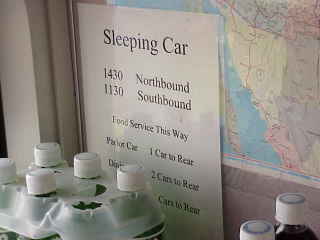 Sleeping Car
1430 Northbound
1130 Southbound
Food Service This Way
Parlor Car 1 Car to Rear
2 Cars to Rear
Cars to Rear